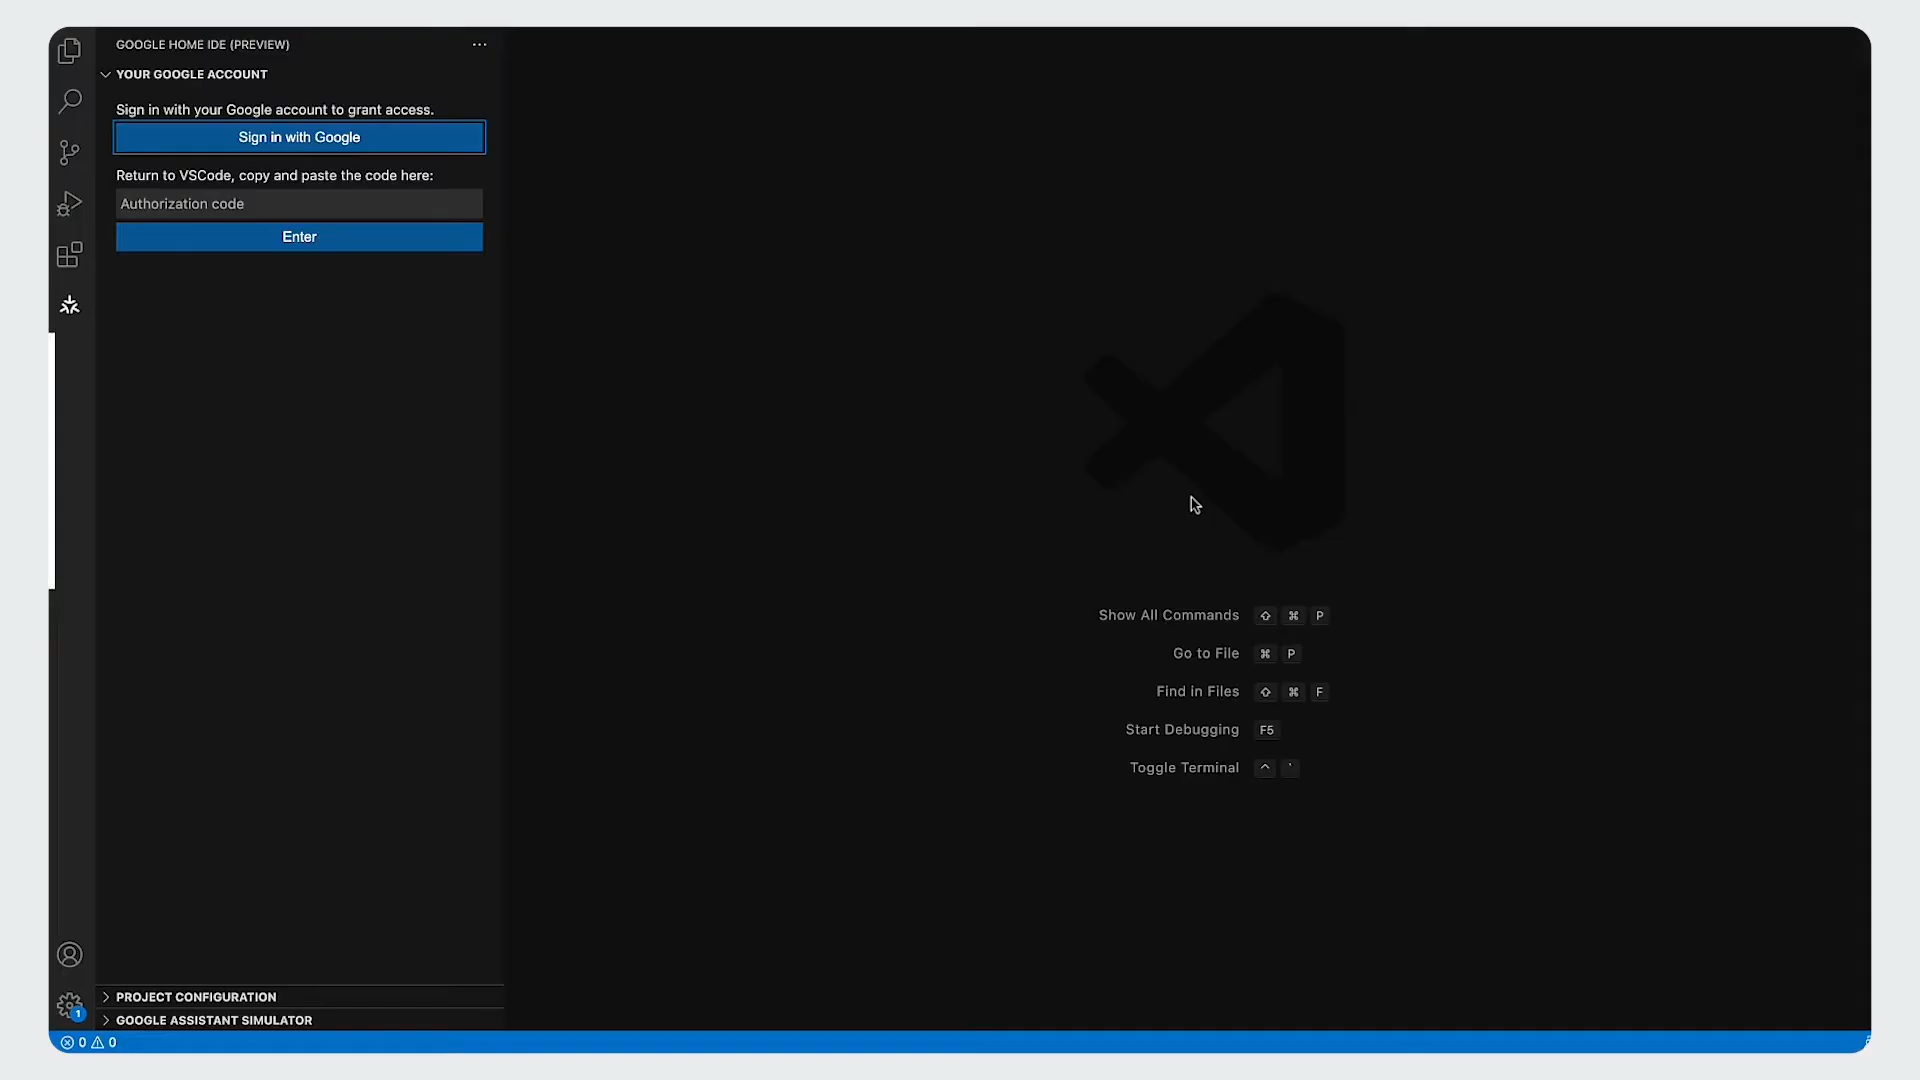 GOOGLE HOME IDE (PREVIEW)
YOUR GOOGLE ACCOUNT
Sign in with your Google account to grant access.
Sign in with Google
Return to VSCode, copy and paste the code here:
Authorization code
Enter
Show All Commands ⇧ ⌘ P
Go to File ⌘ P
Find in Files ⇧ ⌘ F
Start Debugging F5
Toggle Terminal ^ `
1
PROJECT CONFIGURATION
GOOGLE ASSISTANT SIMULATOR
0 0